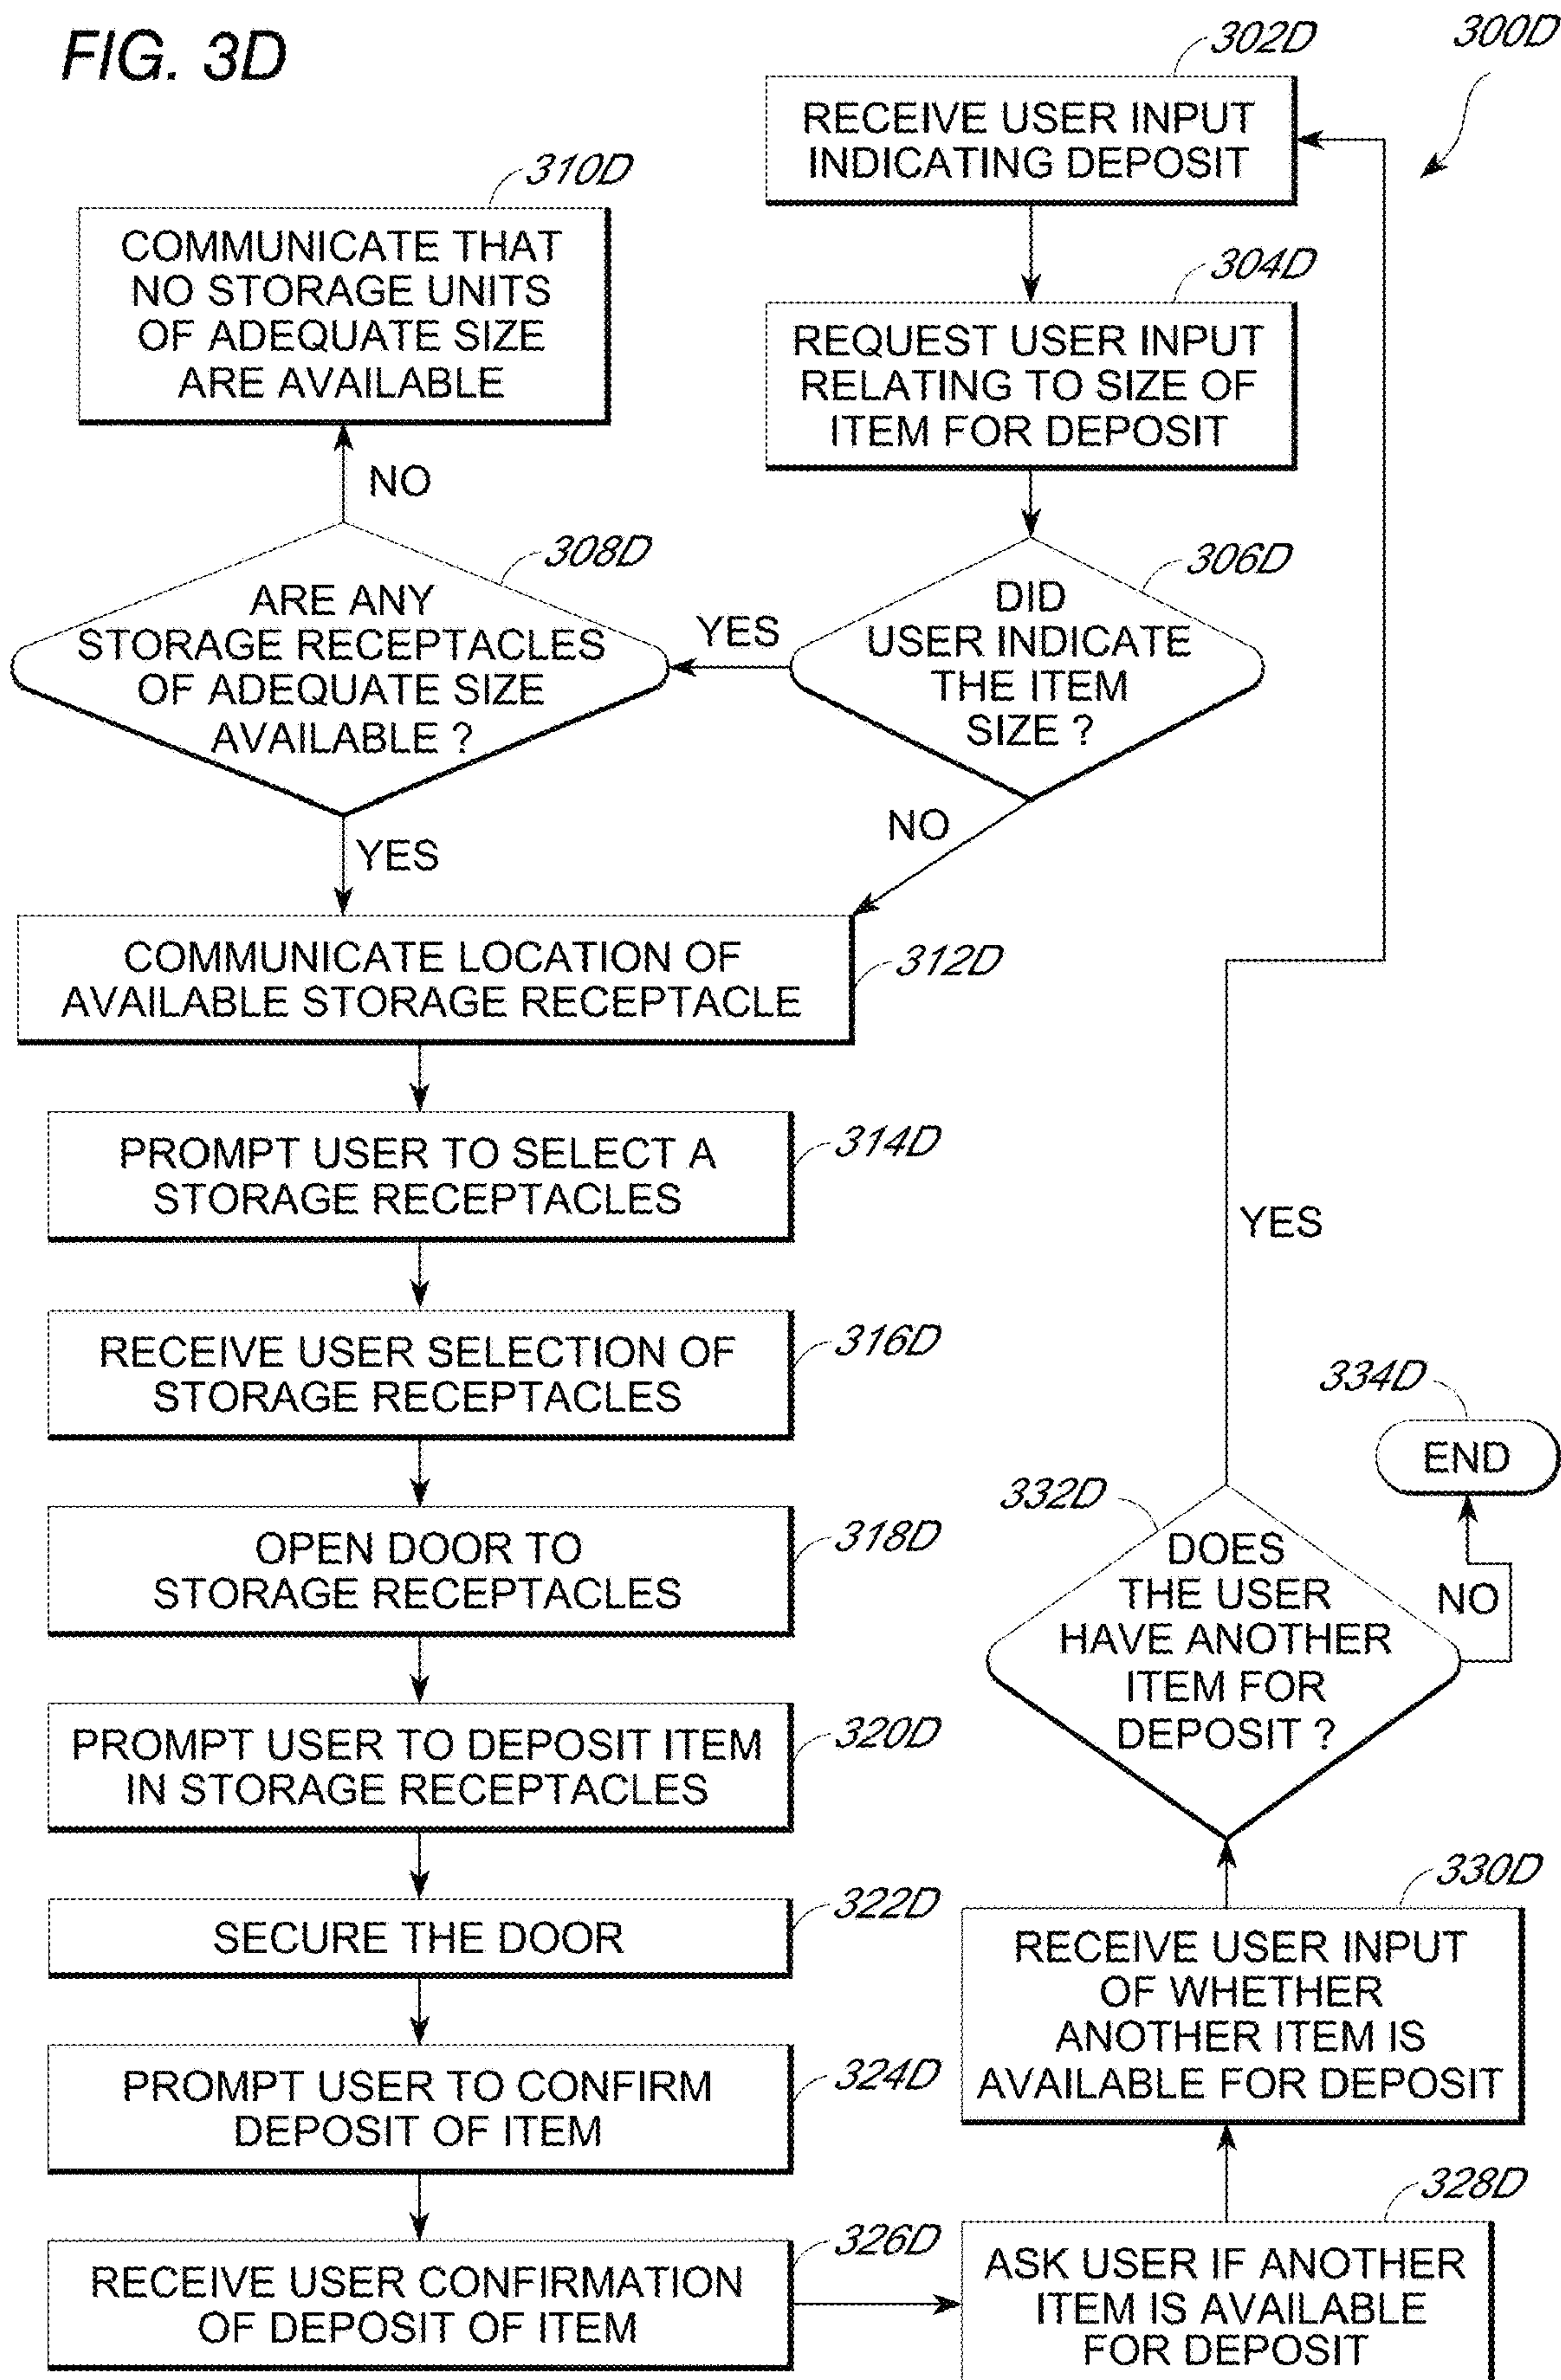 FIG. 3D
300D
302D
RECEIVE USER INPUT
INDICATING DEPOSIT
304D
REQUEST USER INPUT
RELATING TO SIZE OF
ITEM FOR DEPOSIT
306D
DID
USER INDICATE
THE ITEM
SIZE ?
YES
NO
308D
ARE ANY
STORAGE RECEPTACLES
OF ADEQUATE SIZE
AVAILABLE ?
NO
YES
310D
COMMUNICATE THAT
NO STORAGE UNITS
OF ADEQUATE SIZE
ARE AVAILABLE
312D
COMMUNICATE LOCATION OF
AVAILABLE STORAGE RECEPTACLE
314D
PROMPT USER TO SELECT A
STORAGE RECEPTACLES
316D
RECEIVE USER SELECTION OF
STORAGE RECEPTACLES
318D
OPEN DOOR TO
STORAGE RECEPTACLES
320D
PROMPT USER TO DEPOSIT ITEM
IN STORAGE RECEPTACLES
322D
SECURE THE DOOR
324D
PROMPT USER TO CONFIRM
DEPOSIT OF ITEM
326D
RECEIVE USER CONFIRMATION
OF DEPOSIT OF ITEM
328D
ASK USER IF ANOTHER
ITEM IS AVAILABLE
FOR DEPOSIT
330D
RECEIVE USER INPUT
OF WHETHER
ANOTHER ITEM IS
AVAILABLE FOR DEPOSIT
332D
DOES
THE USER
HAVE ANOTHER
ITEM FOR
DEPOSIT ?
YES
NO
334D
END